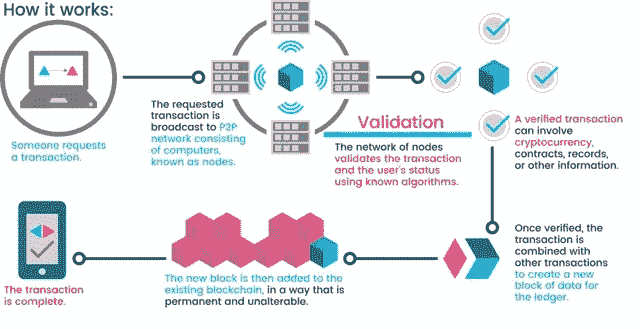 How it works:
Someone requests
a transaction.
The requested
transaction is
broadcast to P2P
network consisting
of computers,
known as nodes.
Validation
The network of nodes
validates the transaction
and the user's status
using known algorithms.
A verified transaction
can involve
cryptocurrency,
contracts, records,
or other information.
Once verified, the
transaction is
combined with
other transactions
to create a new
block of data for
the ledger.
The new block is then added to the
existing blockchain, in a way that is
permanent and unalterable.
The transaction
is complete.